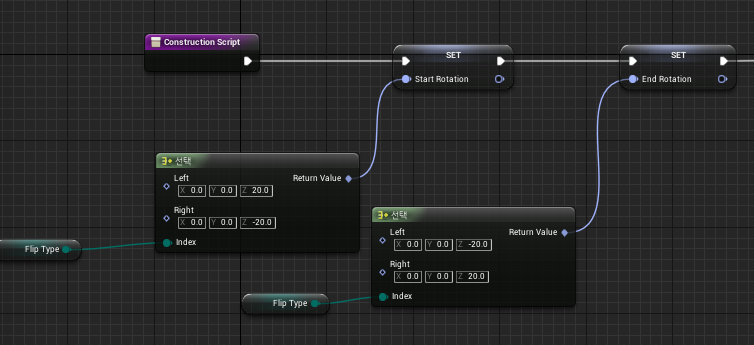 Construction Script
SET
Start Rotation
SET
End Rotation
선택
Left
X 0.0 Y 0.0 Z 20.0
Return Value
Right
X 0.0 Y 0.0 Z -20.0
Index
Flip Type
선택
Left
X 0.0 Y 0.0 Z -20.0
Return Value
Right
X 0.0 Y 0.0 Z 20.0
Index
Flip Type